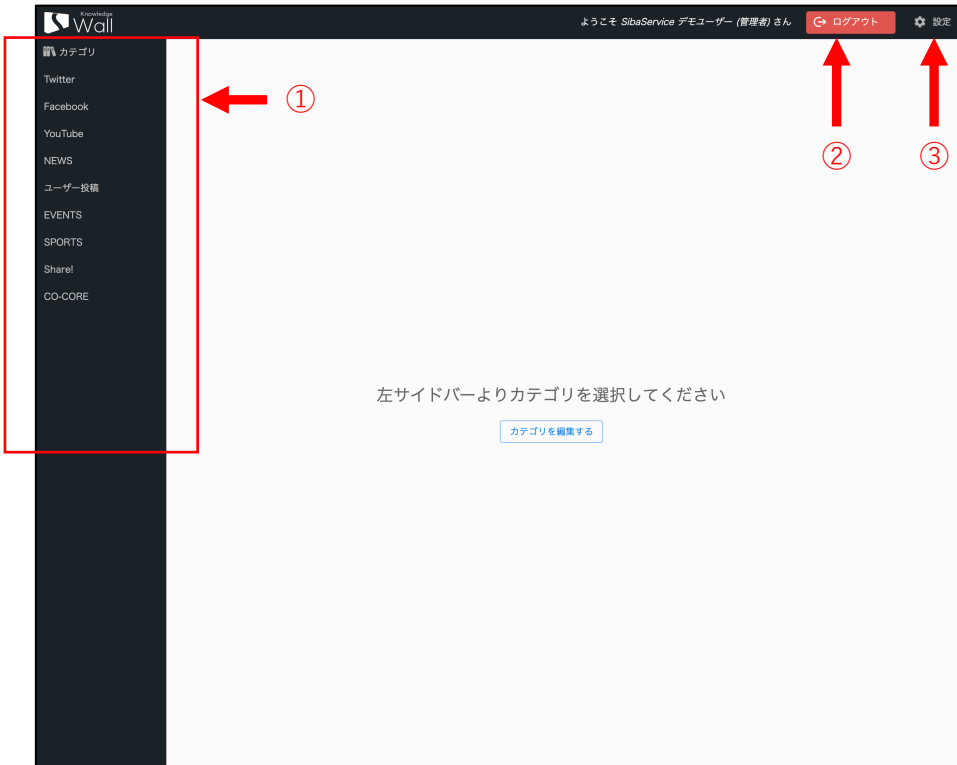 Knowledge
Wall
ようこそ SibaService デモユーザー (管理者) さん
ログアウト
設定
カテゴリ
Twitter
Facebook
YouTube
NEWS
ユーザー投稿
EVENTS
SPORTS
Share!
CO-CORE
①
②
③
左サイドバーよりカテゴリを選択してください
カテゴリを編集する